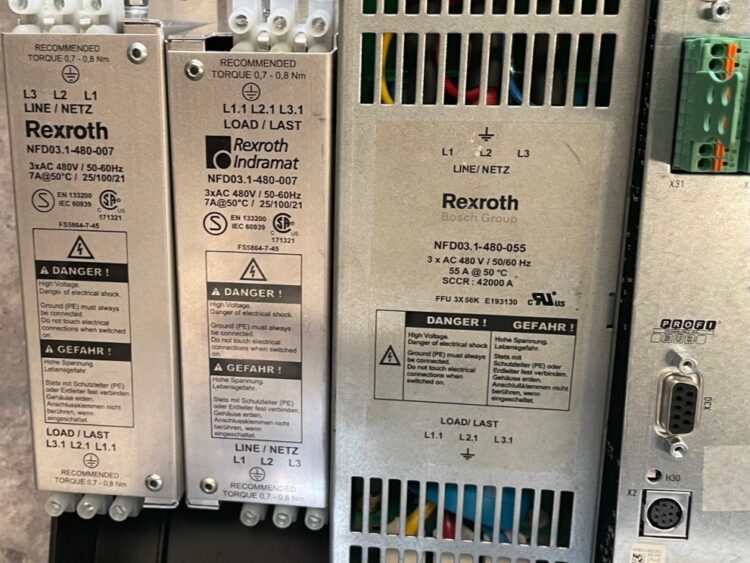 RECOMMENDED
TORQUE 0,7 - 0,8 Nm
L3 L2 L1
LINE / NETZ
Rexroth
NFD03.1-480-007
3xAC 480V / 50-60Hz
7A@50°C / 25/100/21
S EN 133200
IEC 60939
SA
C US
171321
FS5864-7-45
DANGER !
High Voltage.
Danger of electrical shock.
Ground (PE) must always
be connected.
Do not touch electrical
connections when switched
on.
GEFAHR !
Hohe Spannung.
Lebensgefahr.
Stets mit Schutzleiter (PE)
oder Erdleiter fest verbinden.
Gehäuse erden.
Anschlussklemmen nicht
berühren, wenn
eingeschaltet.
LOAD / LAST
L3.1 L2.1 L1.1
RECOMMENDED
TORQUE 0,7 - 0,8 Nm
RECOMMENDED
TORQUE 0,7 - 0,8 Nm
L1.1 L2.1 L3.1
LOAD / LAST
Rexroth
Indramat
NFD03.1-480-007
3xAC 480V / 50-60Hz
7A@50°C / 25/100/21
S EN 133200
IEC 60939
SA
C US
171321
FS5864-7-45
DANGER !
High Voltage.
Danger of electrical shock.
Ground (PE) must always
be connected.
Do not touch electrical
connections when switched
on.
GEFAHR !
Hohe Spannung.
Lebensgefahr.
Stets mit Schutzleiter (PE)
oder Erdleiter fest verbinden.
Gehäuse erden.
Anschlussklemmen nicht
berühren, wenn
eingeschaltet.
LINE / NETZ
L1 L2 L3
RECOMMENDED
TORQUE 0,7 - 0,8 Nm
L1 L2 L3
LINE/NETZ
Rexroth
Bosch Group
NFD03.1-480-055
3 x AC 480 V / 50/60 Hz
55 A @ 50 °C
SCCR : 42000 A
FFU 3X56K E193130 c RU US
DANGER !
High Voltage.
Danger of electrical shock
Ground (PE) must always
be connected.
Do not touch electrical
connections when
switched on.
GEFAHR !
Hohe Spannung.
Lebensgefahr.
Stets mit Schutzleiter (PE)
oder Erdleiter fest verbinden.
Gehäuse erden.
Anschlussklemmen nicht
berühren, wenn
eingeschaltet.
LOAD/ LAST
L1.1 L2.1 L3.1
X31
PROFI
BUS
X30
H30
X2